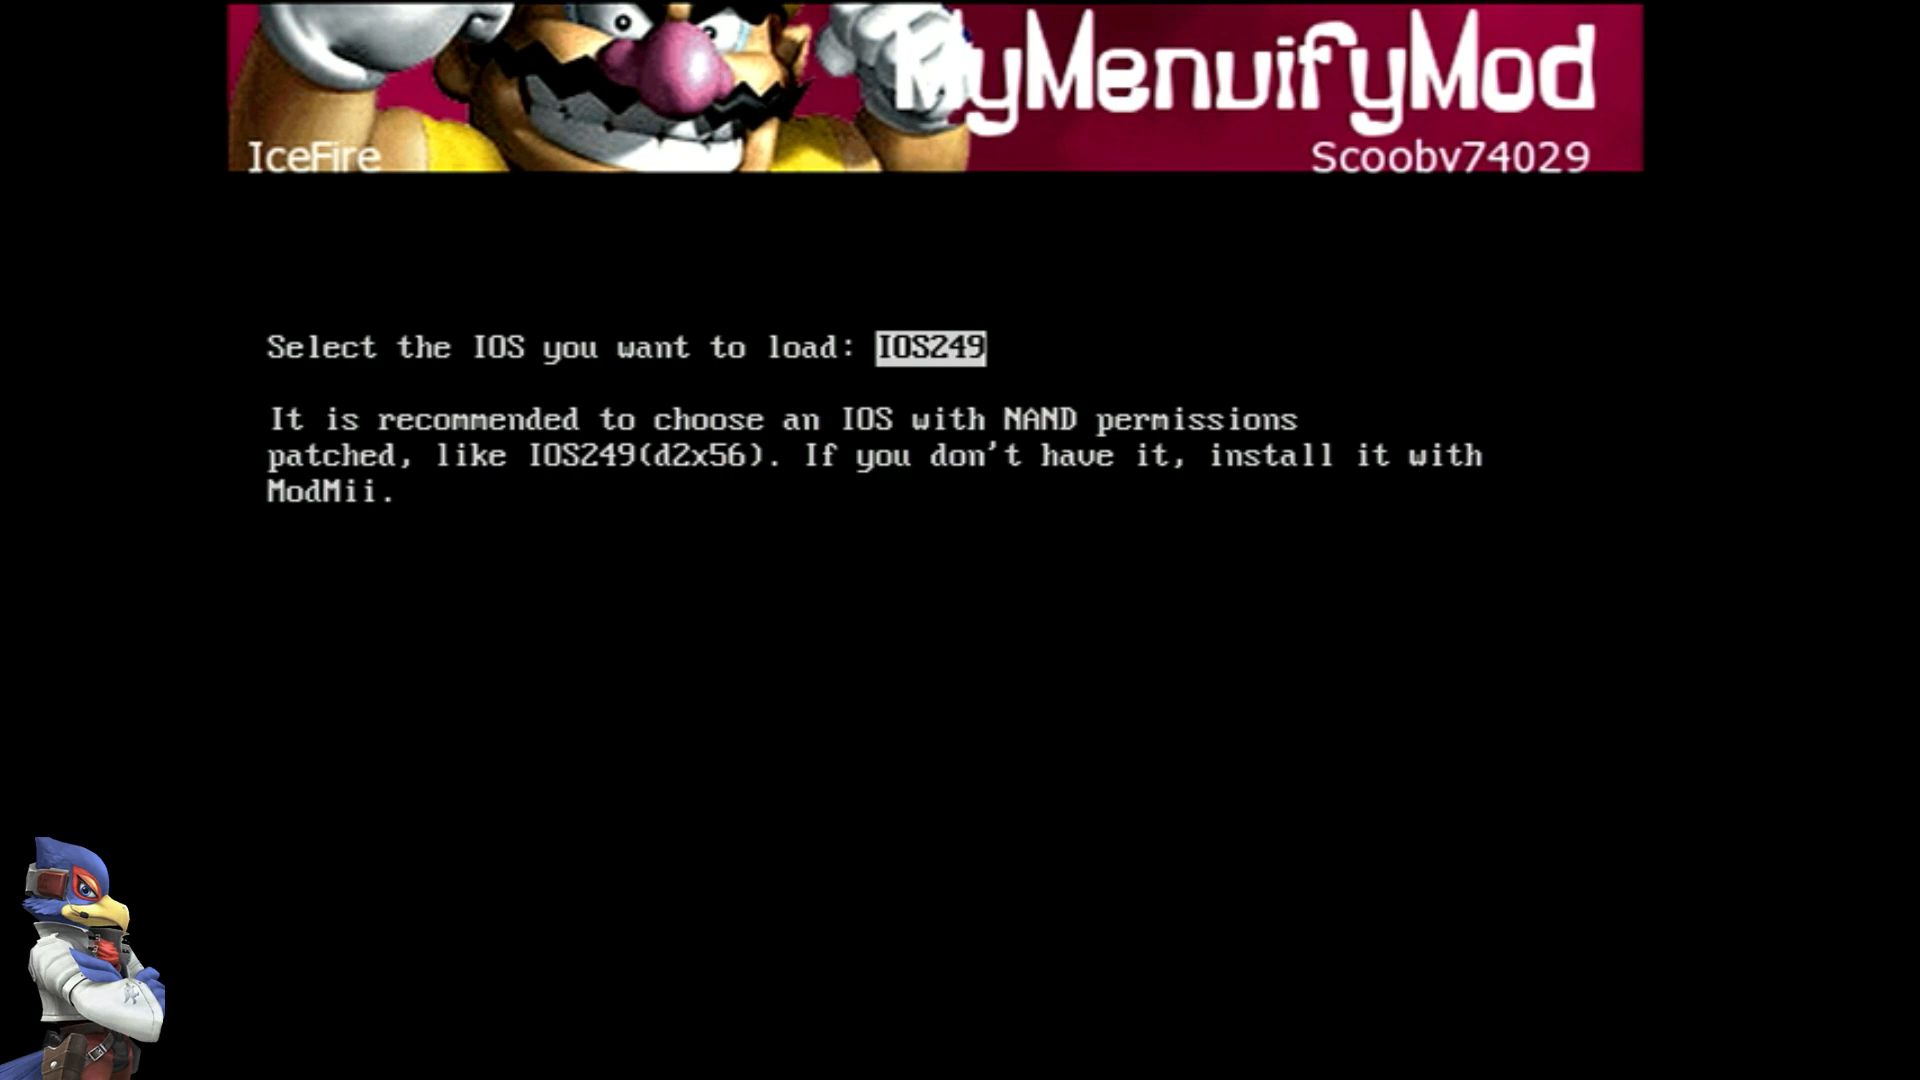 MyMenuifyMod
IceFire
Scooby74029
Select the IOS you want to load: IOS249
It is recommended to choose an IOS with NAND permissions
patched, like IOS249(d2x56). If you don't have it, install it with
ModMii.